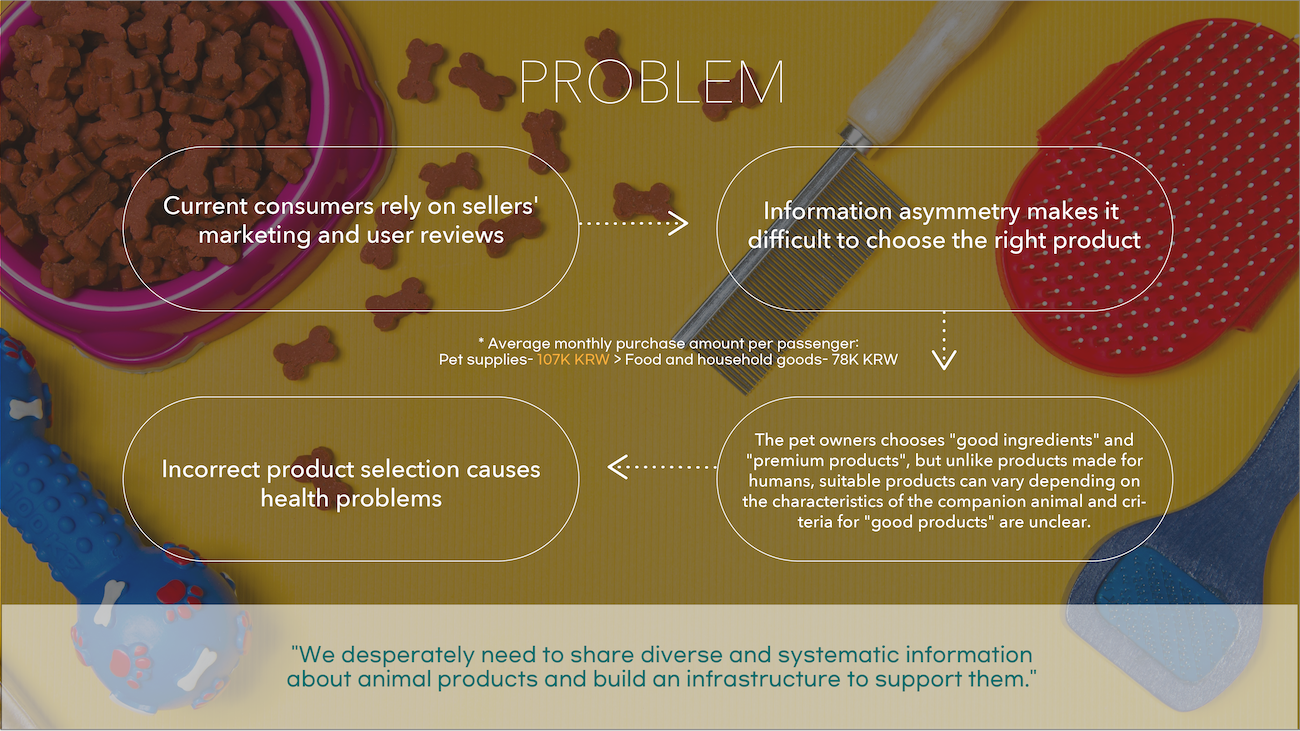 PROBLEM
Current consumers rely on sellers'
marketing and user reviews
Information asymmetry makes it
difficult to choose the right product
* Average monthly purchase amount per passenger:
Pet supplies- 107K KRW > Food and household goods- 78K KRW
The pet owners chooses "good ingredients" and
"premium products", but unlike products made for
humans, suitable products can vary depending on
the characteristics of the companion animal and cri-
teria for "good products" are unclear.
Incorrect product selection causes
health problems
"We desperately need to share diverse and systematic information
about animal products and build an infrastructure to support them."